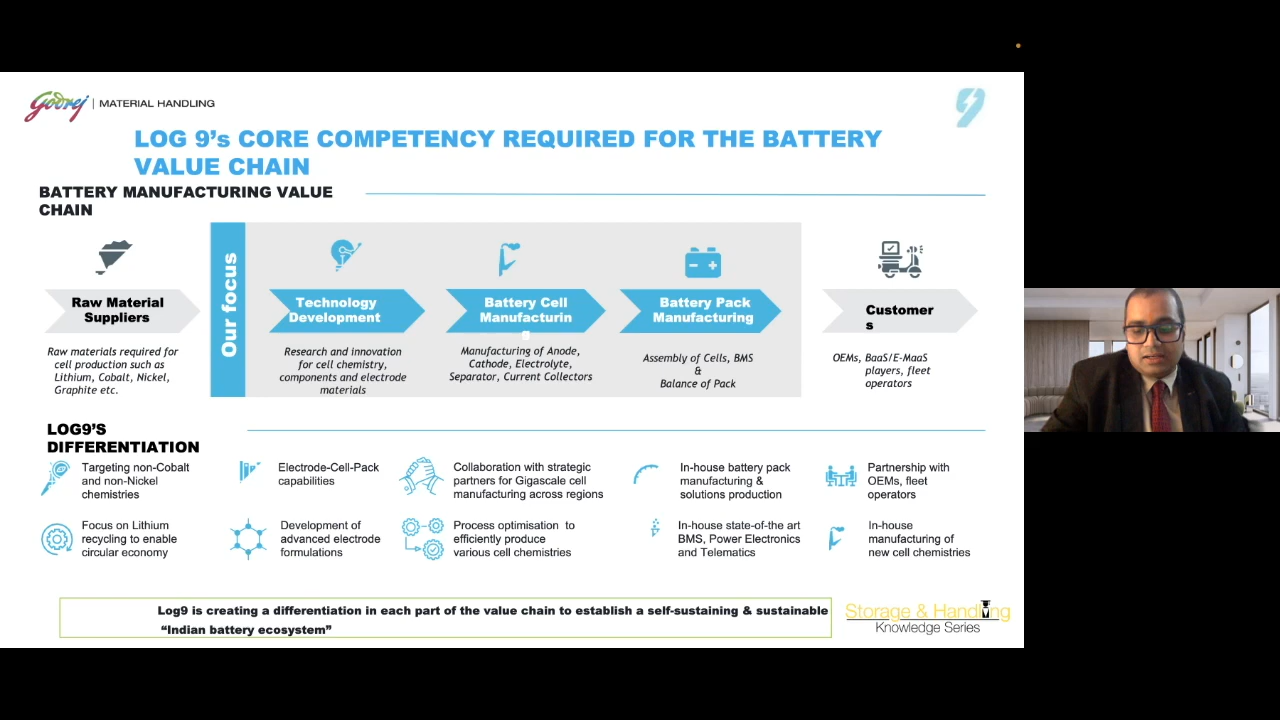 Godrej | MATERIAL HANDLING
9
LOG 9's CORE COMPETENCY REQUIRED FOR THE BATTERY
VALUE CHAIN
BATTERY MANUFACTURING VALUE
CHAIN
Our focus
Raw Material
Suppliers
Raw materials required for
cell production such as
Lithium, Cobalt, Nickel,
Graphite etc.
Technology
Development
Research and innovation
for cell chemistry,
components and electrode
materials
Battery Cell
Manufacturin
g
Manufacturing of Anode,
Cathode, Electrolyte,
Separator, Current Collectors
Battery Pack
Manufacturing
Assembly of Cells, BMS
&
Balance of Pack
Customer
s
OEMs, BaaS/E-MaaS
players, fleet
operators
LOG9'S
DIFFERENTIATION
Targeting non-Cobalt
and non-Nickel
chemistries
Electrode-Cell-Pack
capabilities
Collaboration with strategic
partners for Gigascale cell
manufacturing across regions
In-house battery pack
manufacturing &
solutions production
Partnership with
OEMs, fleet
operators
Focus on Lithium
recycling to enable
circular economy
Development of
advanced electrode
formulations
Process optimisation to
efficiently produce
various cell chemistries
In-house state-of-the art
BMS, Power Electronics
and Telematics
In-house
manufacturing of
new cell chemistries
Log9 is creating a differentiation in each part of the value chain to establish a self-sustaining & sustainable
“Indian battery ecosystem”
Storage & Handling
Knowledge Series